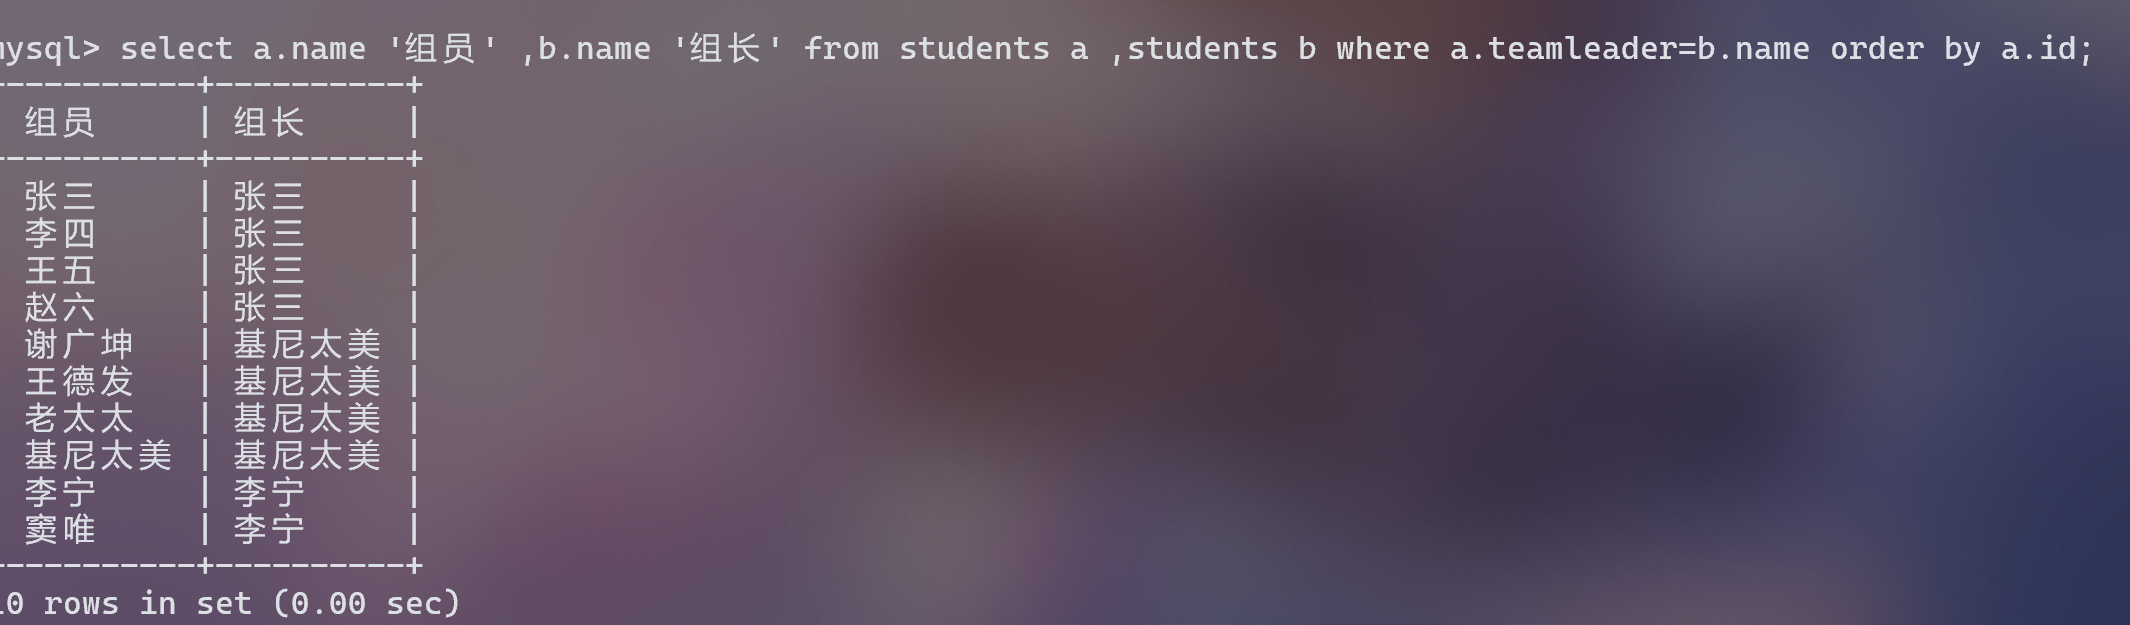 mysql> select a.name '组员' ,b.name '组长' from students a ,students b where a.teamleader=b.name order by a.id;
-----------+----------+
组员 | 组长 |
-----------+----------+
张三 | 张三 |
李四 | 张三 |
王五 | 张三 |
赵六 | 张三 |
谢广坤 | 基尼太美 |
王德发 | 基尼太美 |
老太太 | 基尼太美 |
基尼太美 | 基尼太美 |
李宁 | 李宁 |
窦唯 | 李宁 |
-----------+----------+
10 rows in set (0.00 sec)